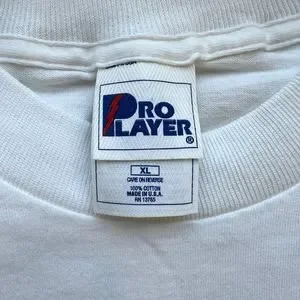 PRO
PLAYER®
XL
CARE ON REVERSE
100% COTTON
MADE IN U.S.A.
RN 13765